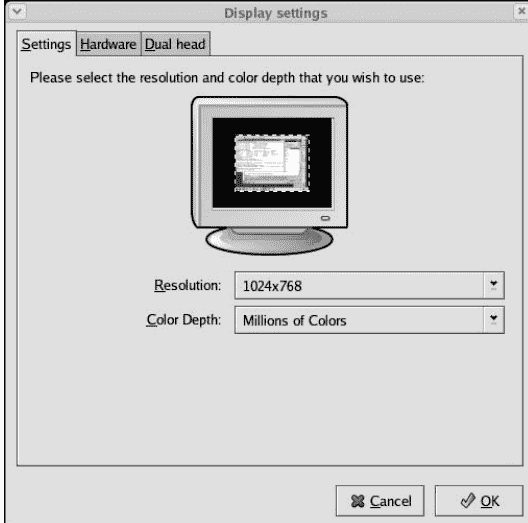 Display settings
Settings Hardware Dual head
Please select the resolution and color depth that you wish to use:
Resolution: 1024x768
Color Depth: Millions of Colors
Cancel OK